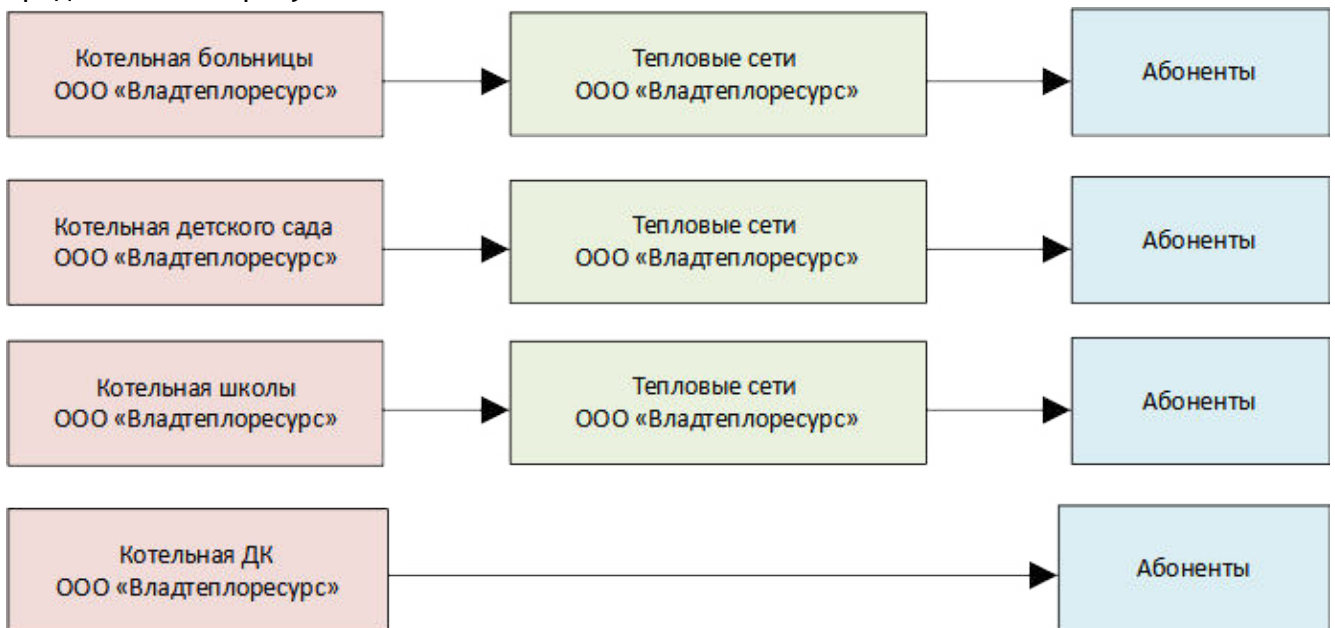 Котельная больницы
ООО «Владтеплоресурс»
Тепловые сети
ООО «Владтеплоресурс»
Абоненты
Котельная детского сада
ООО «Владтеплоресурс»
Тепловые сети
ООО «Владтеплоресурс»
Абоненты
Котельная школы
ООО «Владтеплоресурс»
Тепловые сети
ООО «Владтеплоресурс»
Абоненты
Котельная ДК
ООО «Владтеплоресурс»
Абоненты